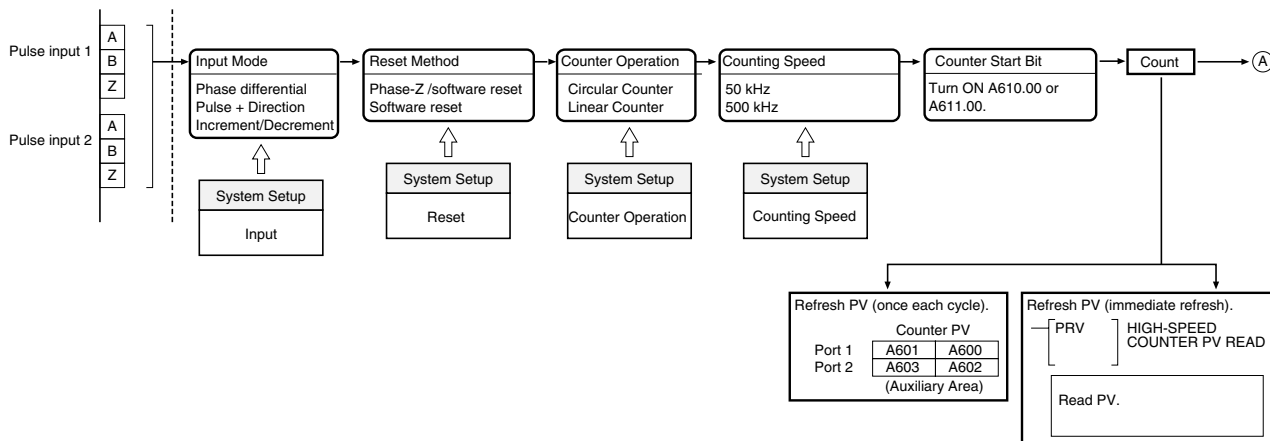 Pulse input 1
A
B
Z
Pulse input 2
A
B
Z
Input Mode
Phase differential
Pulse + Direction
Increment/Decrement
System Setup
Input
Reset Method
Phase-Z /software reset
Software reset
System Setup
Reset
Counter Operation
Circular Counter
Linear Counter
System Setup
Counter Operation
Counting Speed
50 kHz
500 kHz
System Setup
Counting Speed
Counter Start Bit
Turn ON A610.00 or
A611.00.
Count
A
Refresh PV (once each cycle).
Counter PV
Port 1 A601 A600
Port 2 A603 A602
(Auxiliary Area)
Refresh PV (immediate refresh).
PRV HIGH-SPEED
COUNTER PV READ
Read PV.